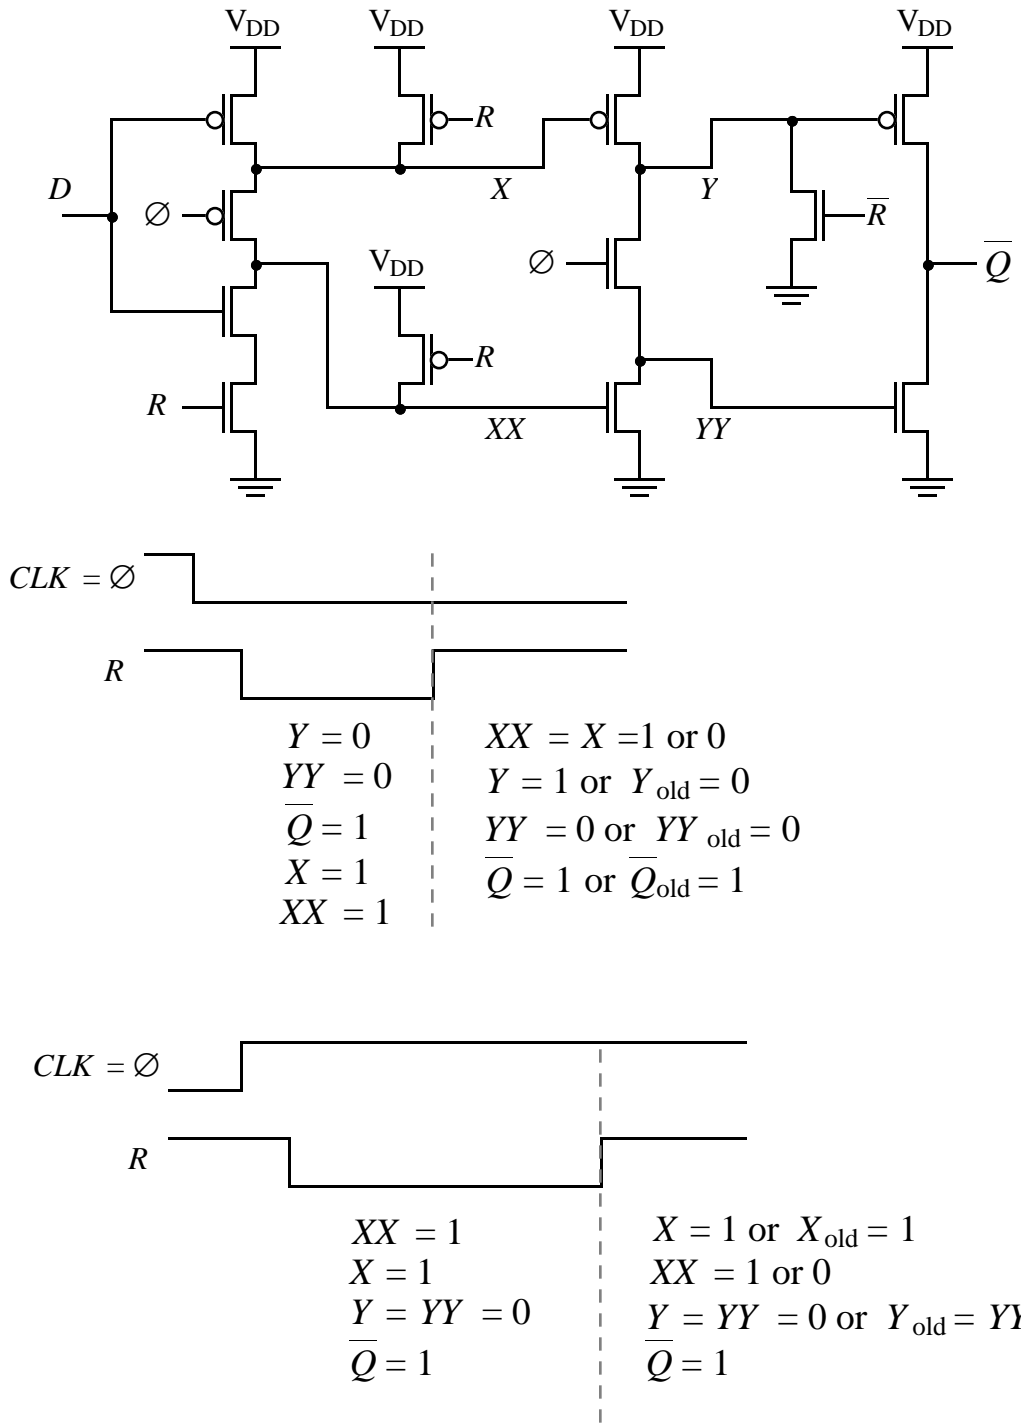 V_DD V_DD V_DD V_DD
R
D
X Y
∅ R̅
V_DD ∅ Q̅
R
R
XX YY
CLK = ∅
R
Y = 0 XX = X =1 or 0
YY = 0 Y = 1 or Y_old = 0
Q̅ = 1 YY = 0 or YY_old = 0
X = 1 Q̅ = 1 or Q̅_old = 1
XX = 1
CLK = ∅
R
XX = 1 X = 1 or X_old = 1
X = 1 XX = 1 or 0
Y = YY = 0 Y = YY = 0 or Y_old =
Q̅ = 1 Q̅ = 1